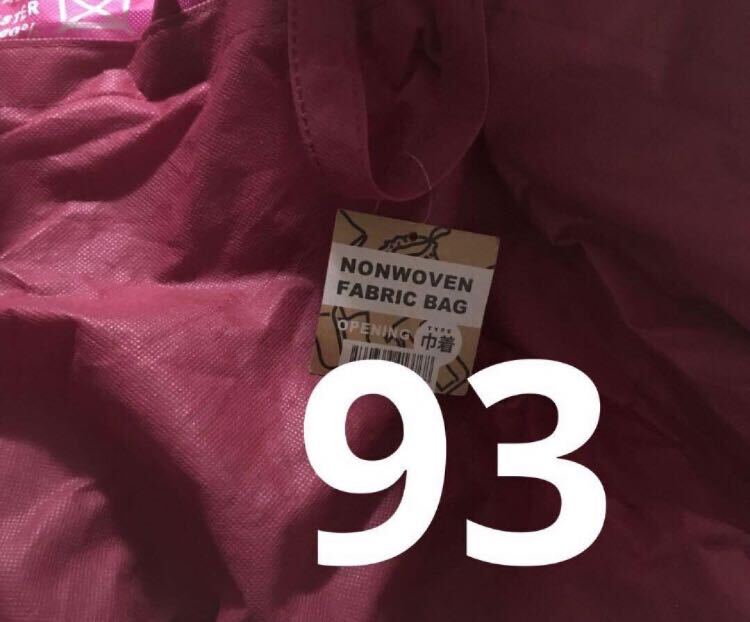 NONWOVEN
FABRIC BAG
OPENING
TYPE
巾着
93